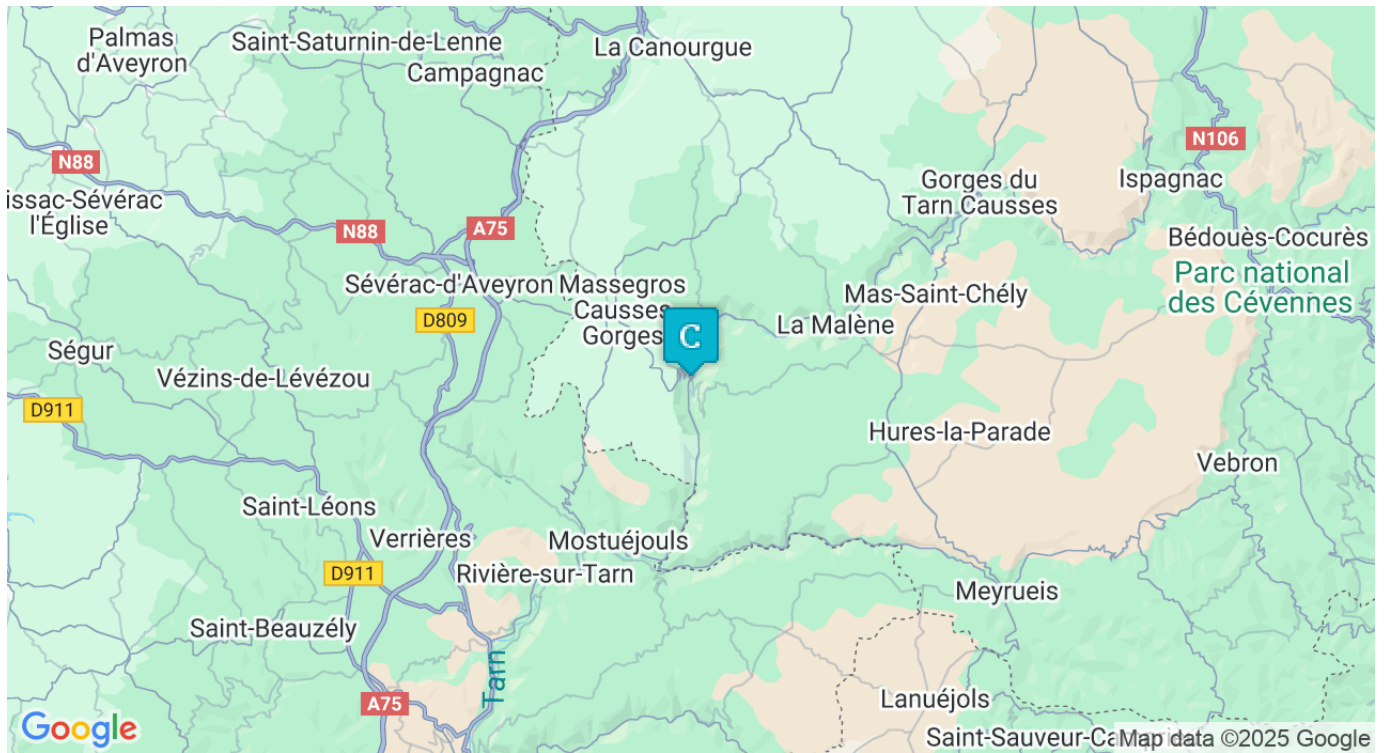 Palmas
d'Aveyron
Saint-Saturnin-de-Lenne
La Canourgue
Campagnac
N106
N88
Gorges du
Tarn Causses
Ispagnac
issac-Sévérac
l'Église
N88
A75
Bédouès-Cocurès
Parc national
des Cévennes
Sévérac-d'Aveyron
Massegros
Causses
Gorges
Mas-Saint-Chély
D809
La Malène
C
Ségur
Vézins-de-Lévézou
D911
Hures-la-Parade
Vebron
Saint-Léons
Verrières
Mostuéjouls
D911
Rivière-sur-Tarn
Meyrueis
Saint-Beauzély
Tarn
A75
Lanuéjols
Google
Saint-Sauveur-Ca
Map data ©2025 Google